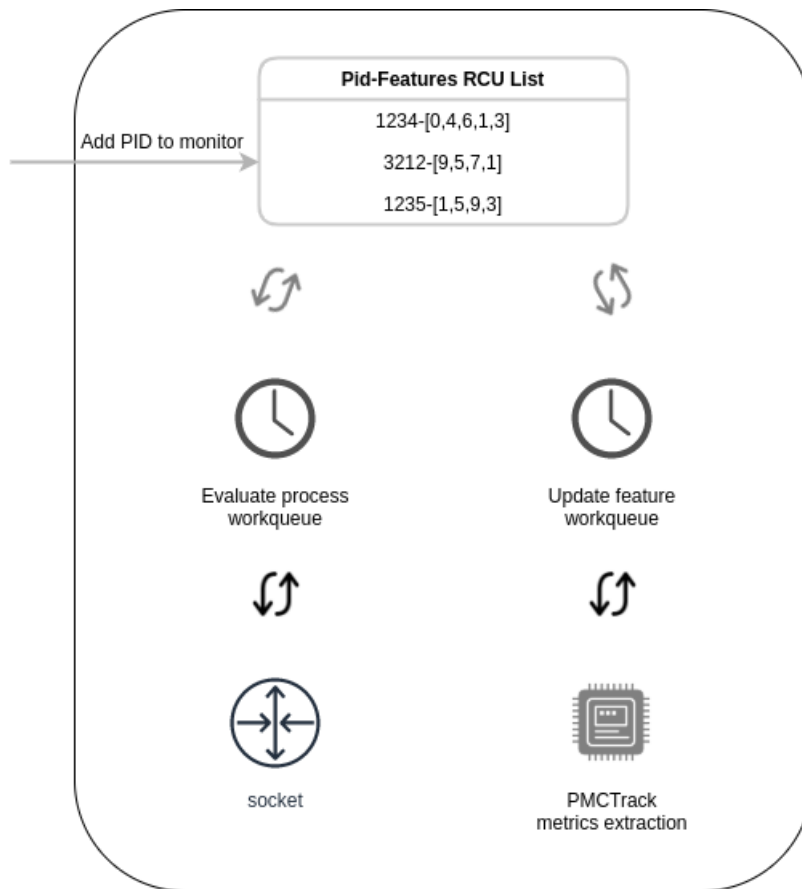 Pid-Features RCU List
1234-[0,4,6,1,3]
Add PID to monitor
3212-[9,5,7,1]
1235-[1,5,9,3]
Evaluate process
workqueue
Update feature
workqueue
socket
PMCTrack
metrics extraction